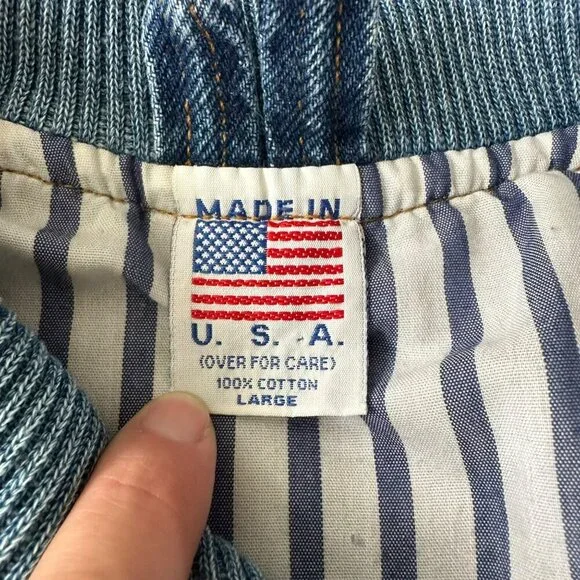 MADE IN
U. S. A.
(OVER FOR CARE)
100% COTTON
LARGE